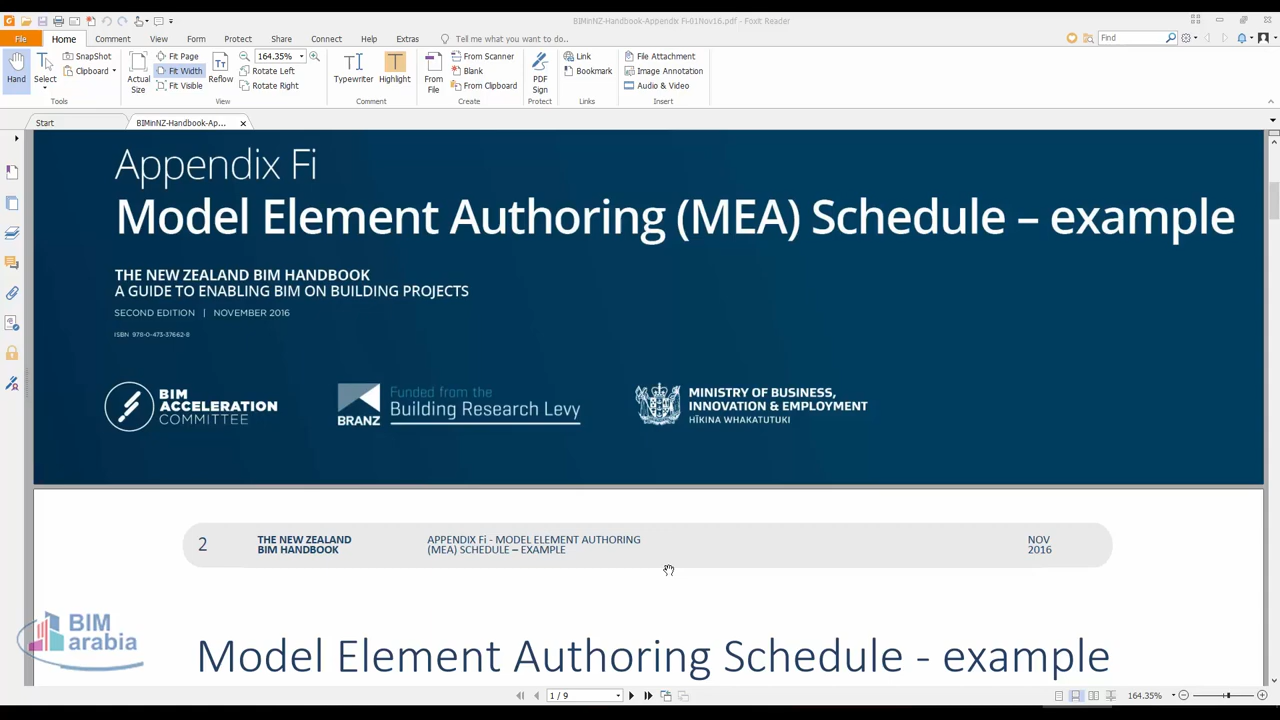 BIMinNZ-Handbook-Appendix Fi-01Nov16.pdf - Foxit Reader
File Home Comment View Form Protect Share Connect Help Extras Tell me what you want to do.. Find
Hand
Select
SnapShot
Clipboard
Tools
Actual Size
Fit Page
Fit Width
Fit Visible
Reflow
164.35%
Rotate Left
Rotate Right
View
Typewriter
Highlight
Comment
From File
From Scanner
Blank
From Clipboard
Create
PDF Sign
Protect
Link
Bookmark
Links
File Attachment
Image Annotation
Audio & Video
Insert
Start
BIMinNZ-Handbook-Ap...
Appendix Fi
Model Element Authoring (MEA) Schedule – example
THE NEW ZEALAND BIM HANDBOOK
A GUIDE TO ENABLING BIM ON BUILDING PROJECTS
SECOND EDITION | NOVEMBER 2016
ISBN 978-0-473-37662-8
BIM
ACCELERATION
COMMITTEE
BRANZ
Funded from the
Building Research Levy
MINISTRY OF BUSINESS,
INNOVATION & EMPLOYMENT
HĪKINA WHAKATUTUKI
2
THE NEW ZEALAND
BIM HANDBOOK
APPENDIX Fi - MODEL ELEMENT AUTHORING
(MEA) SCHEDULE – EXAMPLE
NOV
2016
BIM
arabia
Model Element Authoring Schedule - example
1 / 9
164.35%